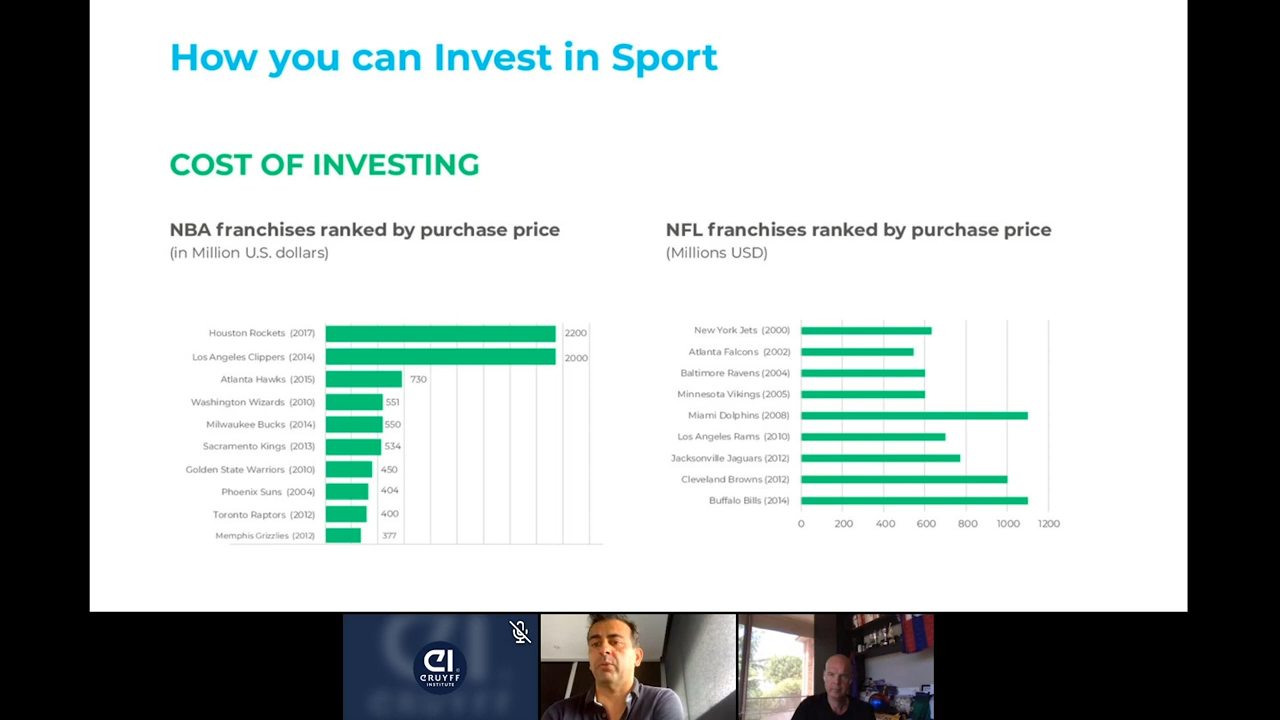 How you can Invest in Sport
COST OF INVESTING
NBA franchises ranked by purchase price
(in Million U.S. dollars)
Houston Rockets (2017) 2200
Los Angeles Clippers (2014) 2000
Atlanta Hawks (2015) 730
Washington Wizards (2010) 551
Milwaukee Bucks (2014) 550
Sacramento Kings (2013) 534
Golden State Warriors (2010) 450
Phoenix Suns (2004) 404
Toronto Raptors (2012) 400
Memphis Grizzlies (2012) 377
NFL franchises ranked by purchase price
(Millions USD)
New York Jets (2000)
Atlanta Falcons (2002)
Baltimore Ravens (2004)
Minnesota Vikings (2005)
Miami Dolphins (2008)
Los Angeles Rams (2010)
Jacksonville Jaguars (2012)
Cleveland Browns (2012)
Buffalo Bills (2014)
0 200 400 600 800 1000 1200
CI
CRUYFF
INSTITUTE